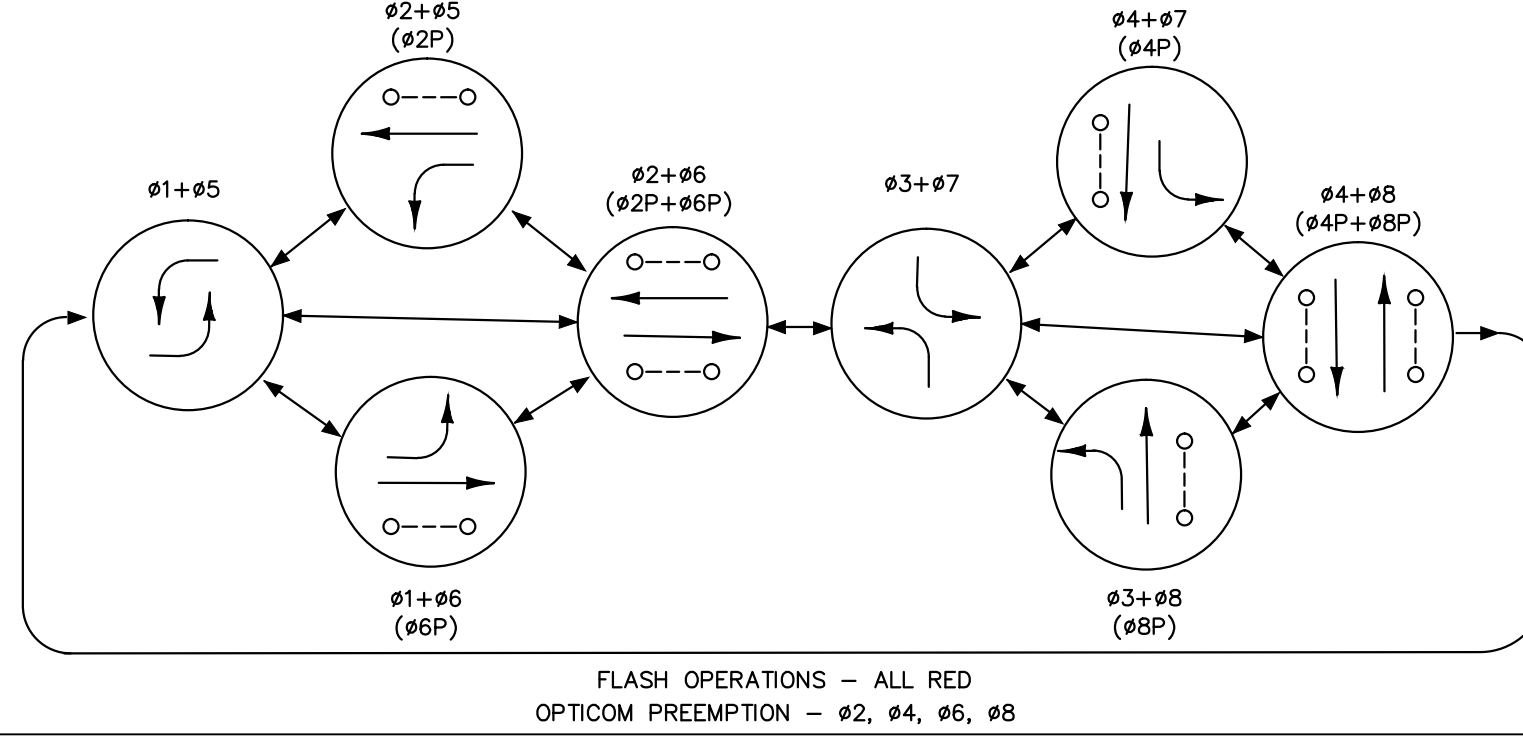 ø2+ø5
(ø2P)
ø4+ø7
(ø4P)
ø1+ø5
ø2+ø6
(ø2P+ø6P)
ø3+ø7
ø4+ø8
(ø4P+ø8P)
ø1+ø6
(ø6P)
ø3+ø8
(ø8P)
FLASH OPERATIONS – ALL RED
OPTICOM PREEMPTION – ø2, ø4, ø6, ø8